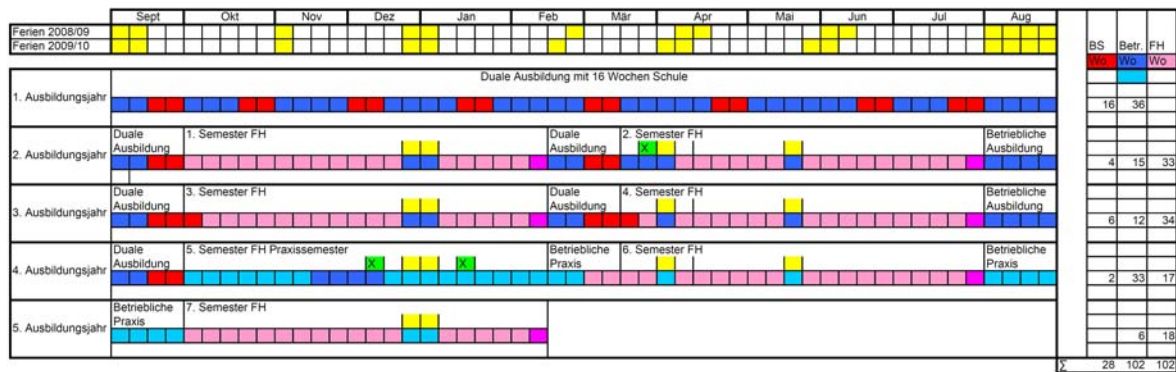 Sept Okt Nov Dez Jan Feb Mär Apr Mai Jun Jul Aug
Ferien 2008/09
Ferien 2009/10
BS Betr. FH
Wo Wo Wo
Duale Ausbildung mit 16 Wochen Schule
1. Ausbildungsjahr
16 36
Duale Ausbildung
1. Semester FH
Duale Ausbildung
2. Semester FH
Betriebliche Ausbildung
X
2. Ausbildungsjahr
4 15 33
Duale Ausbildung
3. Semester FH
Duale Ausbildung
4. Semester FH
Betriebliche Ausbildung
3. Ausbildungsjahr
6 12 34
Duale Ausbildung
5. Semester FH Praxissemester
Betriebliche Praxis
6. Semester FH
Betriebliche Praxis
X X
4. Ausbildungsjahr
2 33 17
Betriebliche Praxis
7. Semester FH
5. Ausbildungsjahr
6 18
∑ 28 102 102